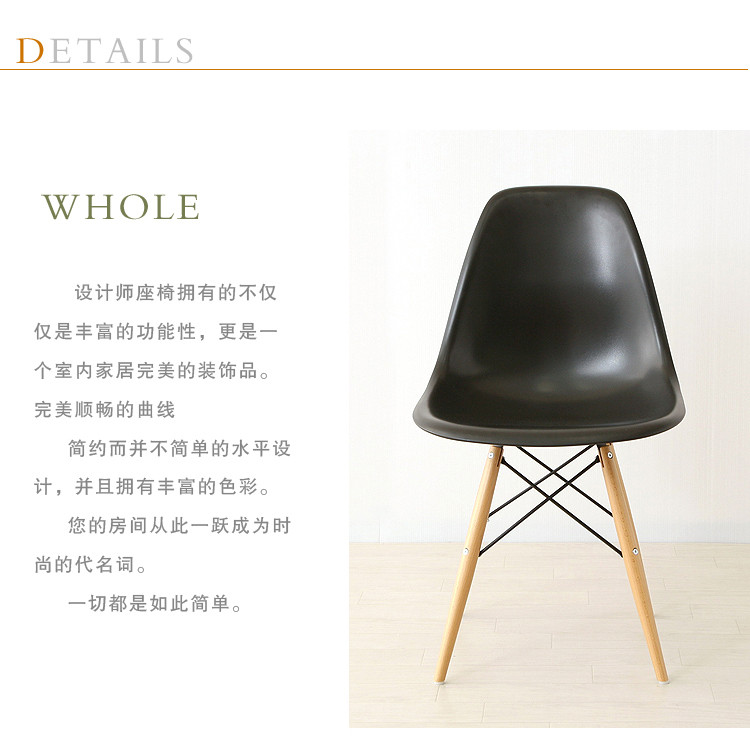 DETAILS
WHOLE
设计师座椅拥有的不仅
仅是丰富的功能性，更是一
个室内家居完美的装饰品。
完美顺畅的曲线
简约而并不简单的水平设
计，并且拥有丰富的色彩。
您的房间从此一跃成为时
尚的代名词。
一切都是如此简单。